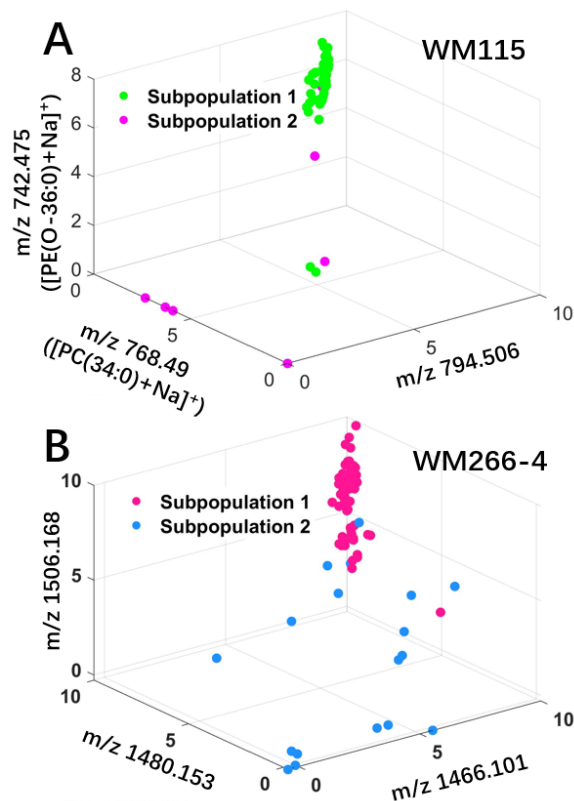 A
WM115
8
6
4
2
0
Subpopulation 1
Subpopulation 2
m/z 742.475
([PE(O-36:0)+Na]⁺)
0
5
0
m/z 768.49
([PC(34:0)+Na]⁺)
0
5
10
m/z 794.506
B
WM266-4
10
5
0
Subpopulation 1
Subpopulation 2
m/z 1506.168
10
5
0
m/z 1480.153
0
5
10
m/z 1466.101